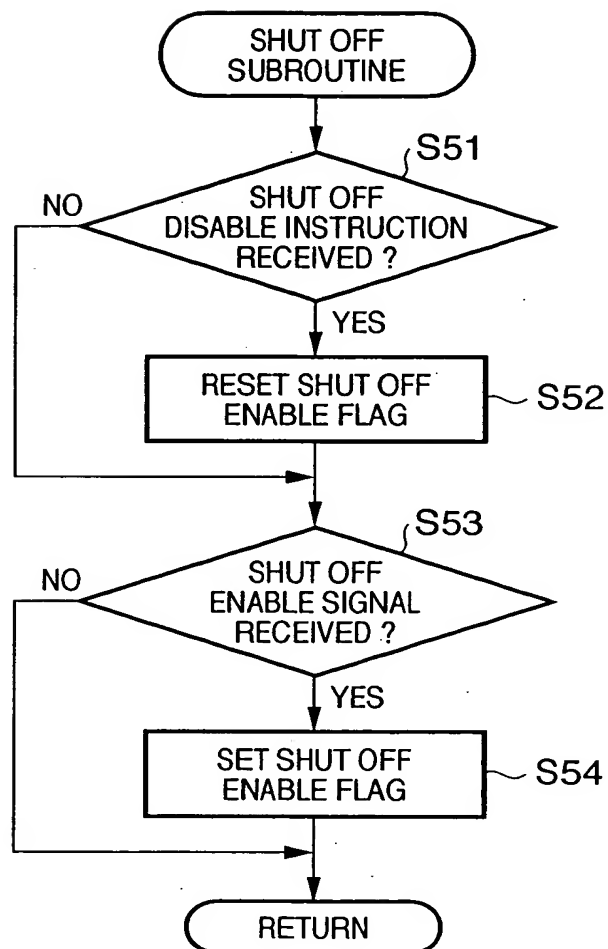 SHUT OFF
SUBROUTINE
S51
SHUT OFF
DISABLE INSTRUCTION
RECEIVED ?
NO
YES
RESET SHUT OFF
ENABLE FLAG
S52
S53
SHUT OFF
ENABLE SIGNAL
RECEIVED ?
NO
YES
SET SHUT OFF
ENABLE FLAG
S54
RETURN